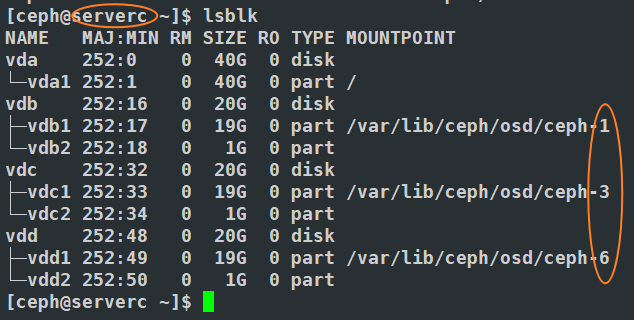 [ceph@serverc ~]$ lsblk
NAME   MAJ:MIN RM SIZE RO TYPE MOUNTPOINT
vda    252:0    0  40G  0 disk
└─vda1 252:1    0  40G  0 part /
vdb    252:16   0  20G  0 disk
├─vdb1 252:17   0  19G  0 part /var/lib/ceph/osd/ceph-1
└─vdb2 252:18   0   1G  0 part
vdc    252:32   0  20G  0 disk
├─vdc1 252:33   0  19G  0 part /var/lib/ceph/osd/ceph-3
└─vdc2 252:34   0   1G  0 part
vdd    252:48   0  20G  0 disk
├─vdd1 252:49   0  19G  0 part /var/lib/ceph/osd/ceph-6
└─vdd2 252:50   0   1G  0 part
[ceph@serverc ~]$